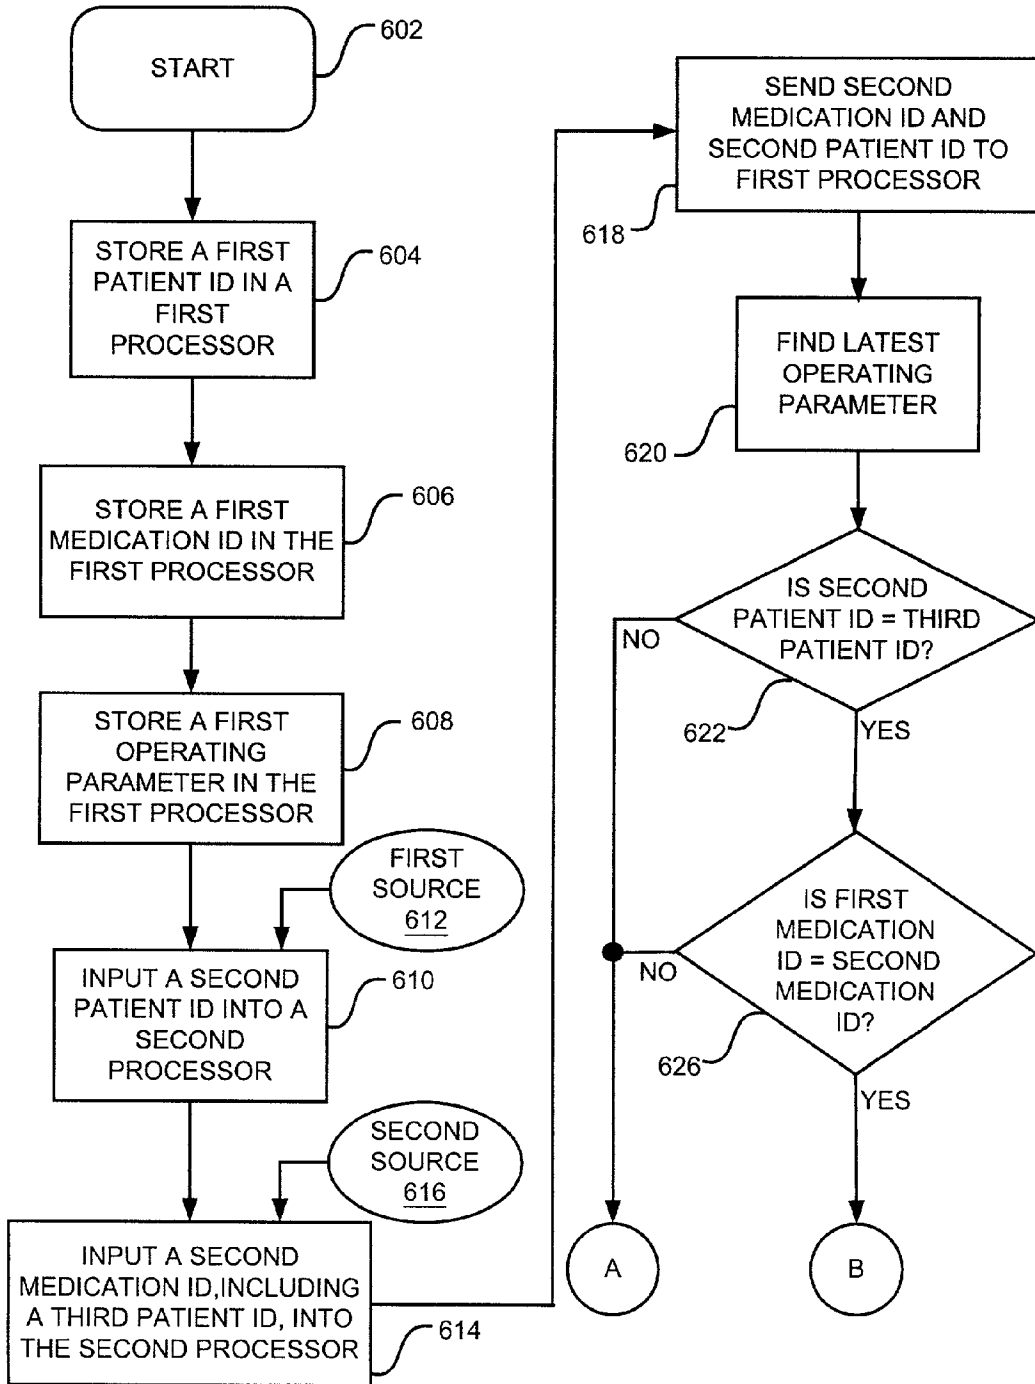 START
602
STORE A FIRST
PATIENT ID IN A
FIRST
PROCESSOR
604
STORE A FIRST
MEDICATION ID IN THE
FIRST PROCESSOR
606
STORE A FIRST
OPERATING
PARAMETER IN THE
FIRST PROCESSOR
608
FIRST
SOURCE
612
INPUT A SECOND
PATIENT ID INTO A
SECOND
PROCESSOR
610
SECOND
SOURCE
616
INPUT A SECOND
MEDICATION ID,INCLUDING
A THIRD PATIENT ID, INTO
THE SECOND PROCESSOR
614
SEND SECOND
MEDICATION ID AND
SECOND PATIENT ID TO
FIRST PROCESSOR
618
FIND LATEST
OPERATING
PARAMETER
620
IS SECOND
PATIENT ID = THIRD
PATIENT ID?
NO
622
YES
IS FIRST
MEDICATION
ID = SECOND
MEDICATION
ID?
NO
626
YES
A
B